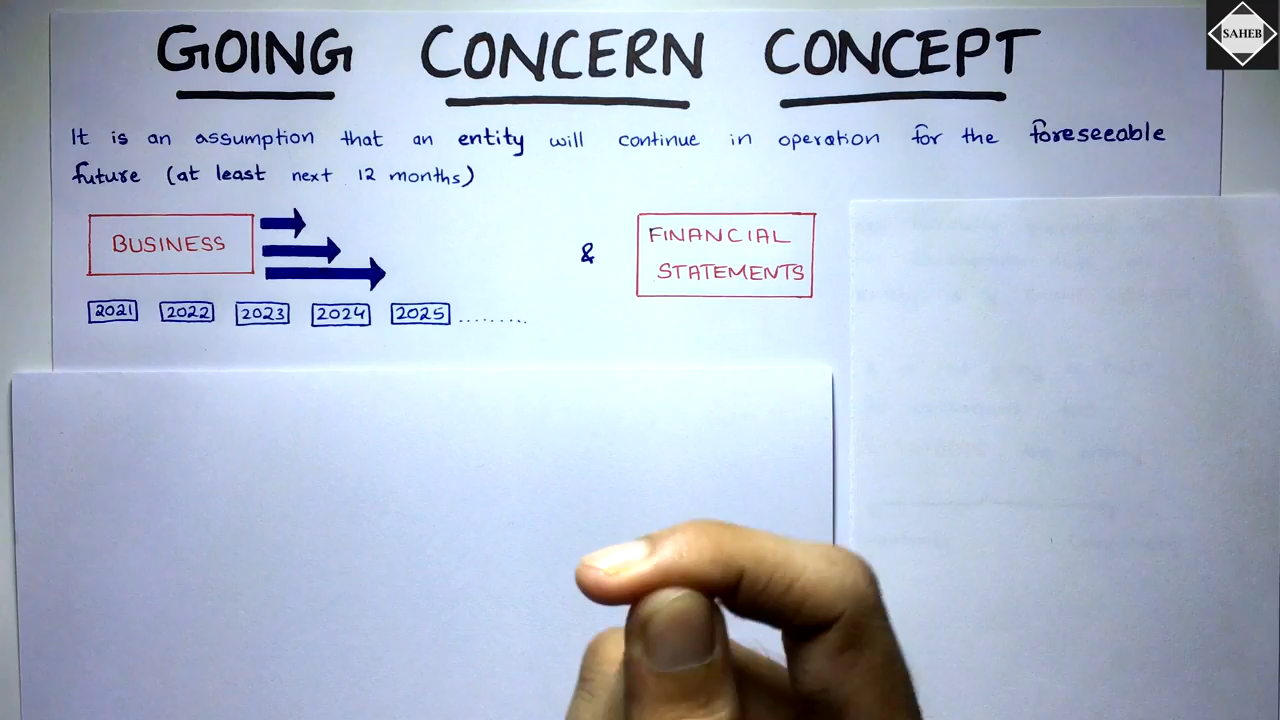 GOING CONCERN CONCEPT
SAHEB
It is an assumption that an entity will continue in operation for the foreseeable
future (at least next 12 months)
BUSINESS
&
FINANCIAL
STATEMENTS
2021 2022 2023 2024 2025 .........